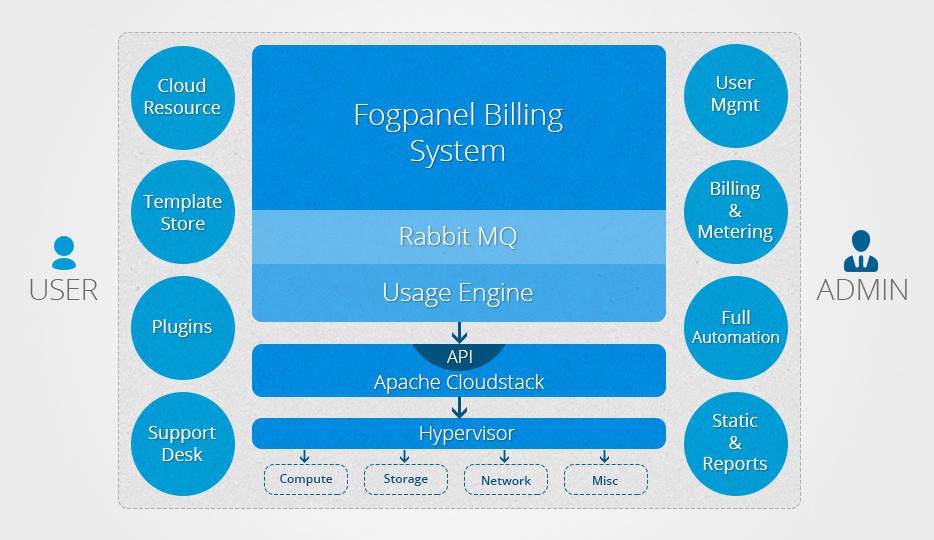 USER
Cloud
Resource
Template
Store
Plugins
Support
Desk
Fogpanel Billing
System
Rabbit MQ
Usage Engine
API
Apache Cloudstack
Hypervisor
Compute
Storage
Network
Misc
User
Mgmt
Billing
&
Metering
Full
Automation
Static
&
Reports
ADMIN